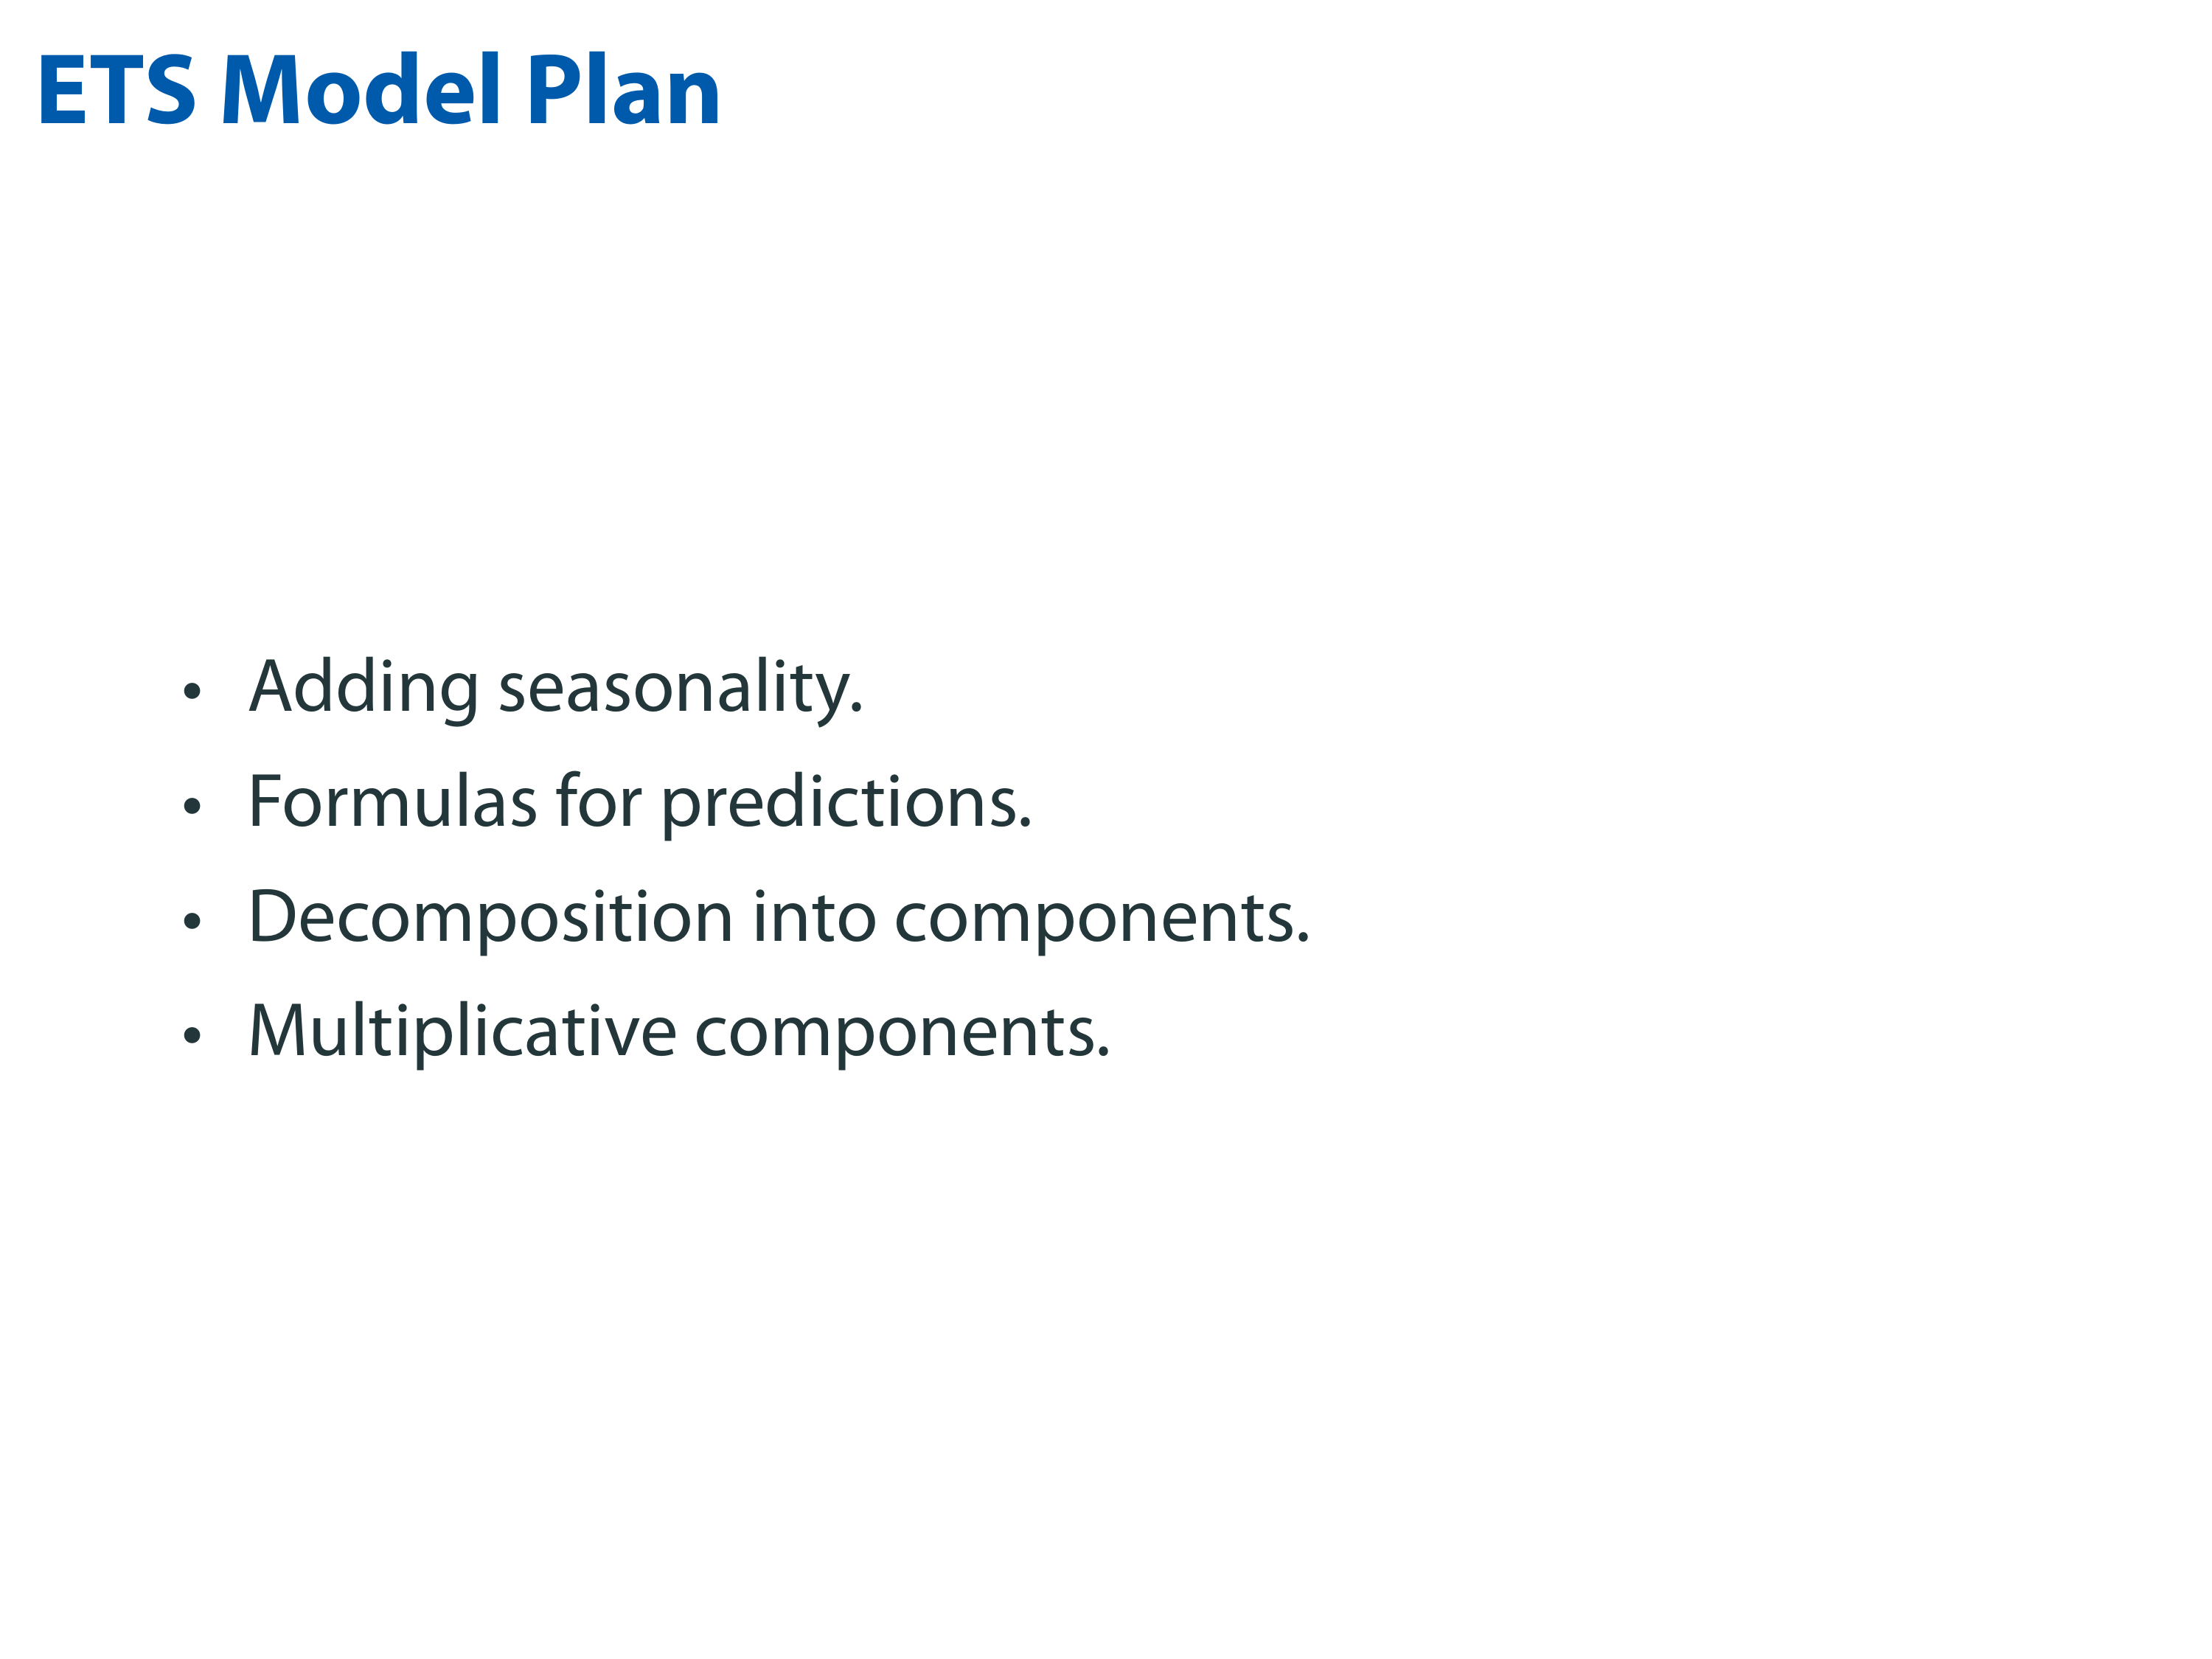 ETS Model Plan
• Adding seasonality.
• Formulas for predictions.
• Decomposition into components.
• Multiplicative components.